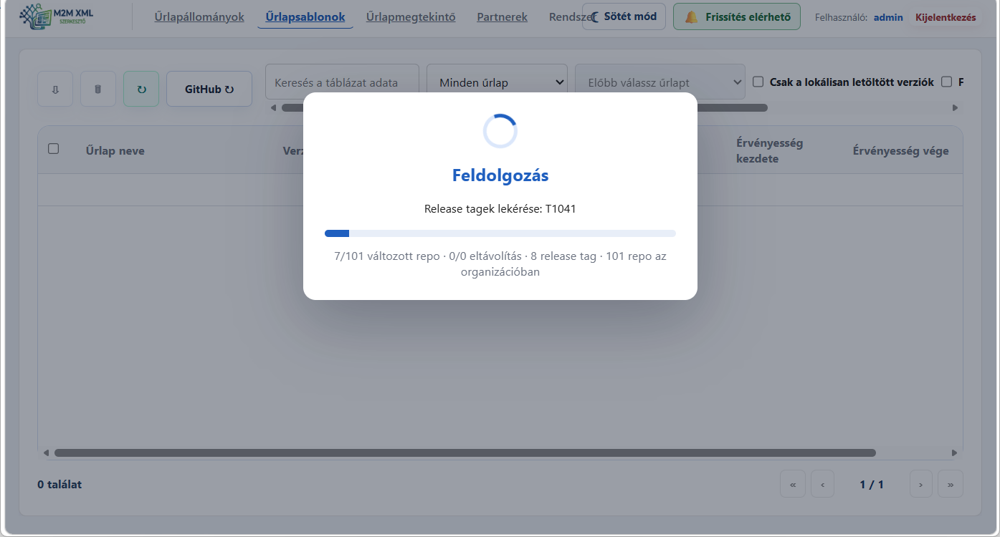 M2M XML
SZERKESZTŐ
Űrlapállományok
Űrlapsablonok
Űrlapmegtekintő
Partnerek
Rendszer
Sötét mód
Frissítés elérhető
Felhasználó: admin
Kijelentkezés
GitHub ↻
Keresés a táblázat adata
Minden űrlap
Előbb válassz űrlapt
Csak a lokálisan letöltött verziók
F
Űrlap neve
Verz
Érvényesség
kezdete
Érvényesség vége
Feldolgozás
Release tagek lekérése: T1041
7/101 változott repo · 0/0 eltávolítás · 8 release tag · 101 repo az
organizációban
0 találat
«
‹
1 / 1
›
»